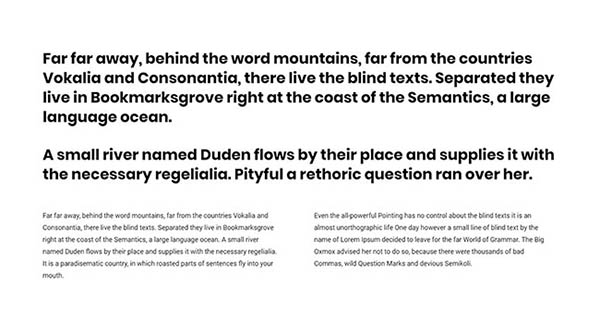 Far far away, behind the word mountains, far from the countries
Vokalia and Consonantia, there live the blind texts. Separated they
live in Bookmarksgrove right at the coast of the Semantics, a large
language ocean.
A small river named Duden flows by their place and supplies it with
the necessary regelialia. Pityful a rethoric question ran over her.
Far far away, behind the word mountains, far from the countries Vokalia and
Consonantia, there live the blind texts. Separated they live in Bookmarksgrove
right at the coast of the Semantics, a large language ocean. A small river
named Duden flows by their place and supplies it with the necessary regelialia.
It is a paradisematic country, in which roasted parts of sentences fly into your
mouth.
Even the all-powerful Pointing has no control about the blind texts it is an
almost unorthographic life One day however a small line of blind text by the
name of Lorem Ipsum decided to leave for the far World of Grammar. The Big
Oxmox advised her not to do so, because there were thousands of bad
Commas, wild Question Marks and devious Semikoli.